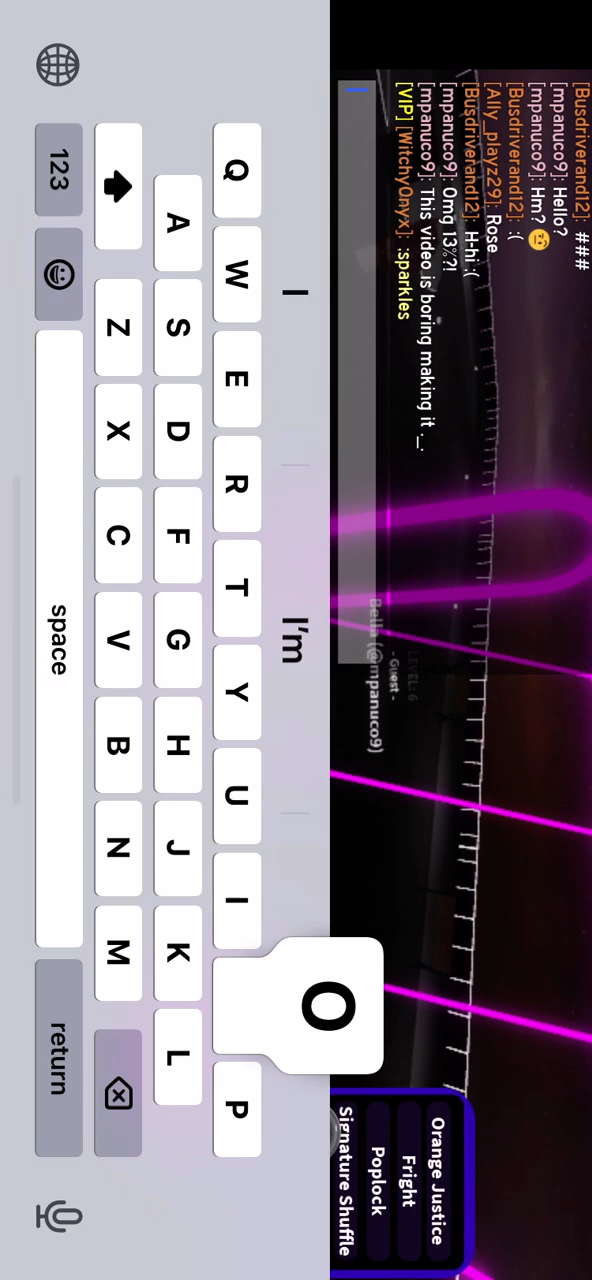 [Busdriverand12]: ###
[mpanuco9]: Hello?
[mpanuco9]: Hm? 🤨
[Busdriverand12]: :(
[Ally_playz29]: Rose
[Busdriverand12]: H-hi :(
[mpanuco9]: Omg 13%?!
[mpanuco9]: This video is boring making it ._.
[VIP] [WitchyOnyx]: :sparkles
LEVEL: 6
- Guest -
Bella (@mpanuco9)
Orange Justice
Fright
Poplock
Signature Shuffle
I
I'm
Q W E R T Y U I O P
A S D F G H J K L
Z X C V B N M
123
space
return